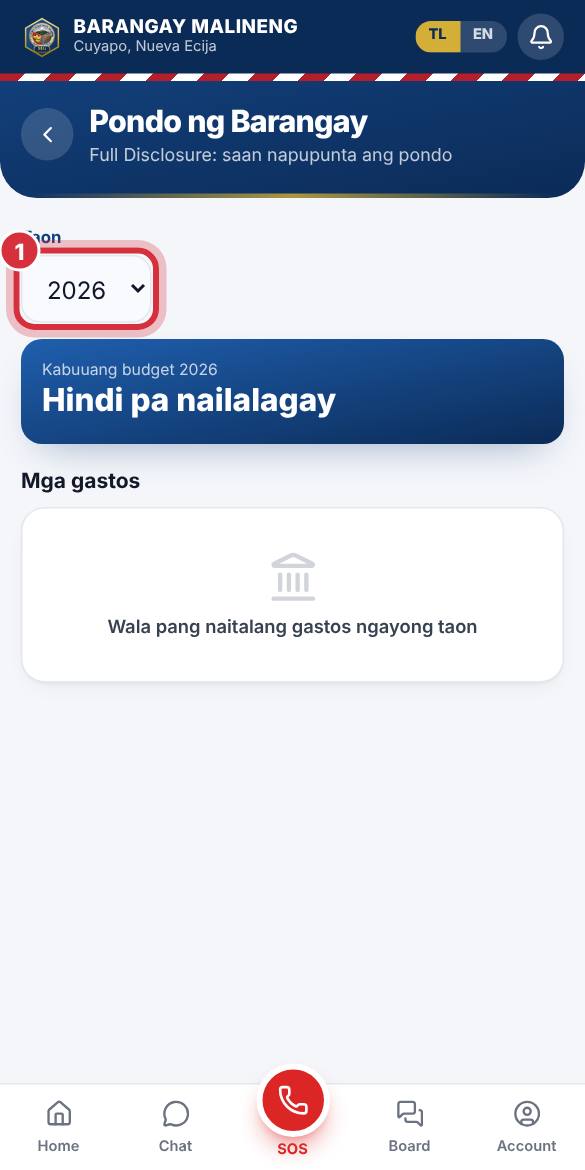 BARANGAY MALINENG
Cuyapo, Nueva Ecija
TL EN
Pondo ng Barangay
Full Disclosure: saan napupunta ang pondo
1
2026
Kabuuang budget 2026
Hindi pa nailalagay
Mga gastos
Wala pang naitalang gastos ngayong taon
Home Chat SOS Board Account